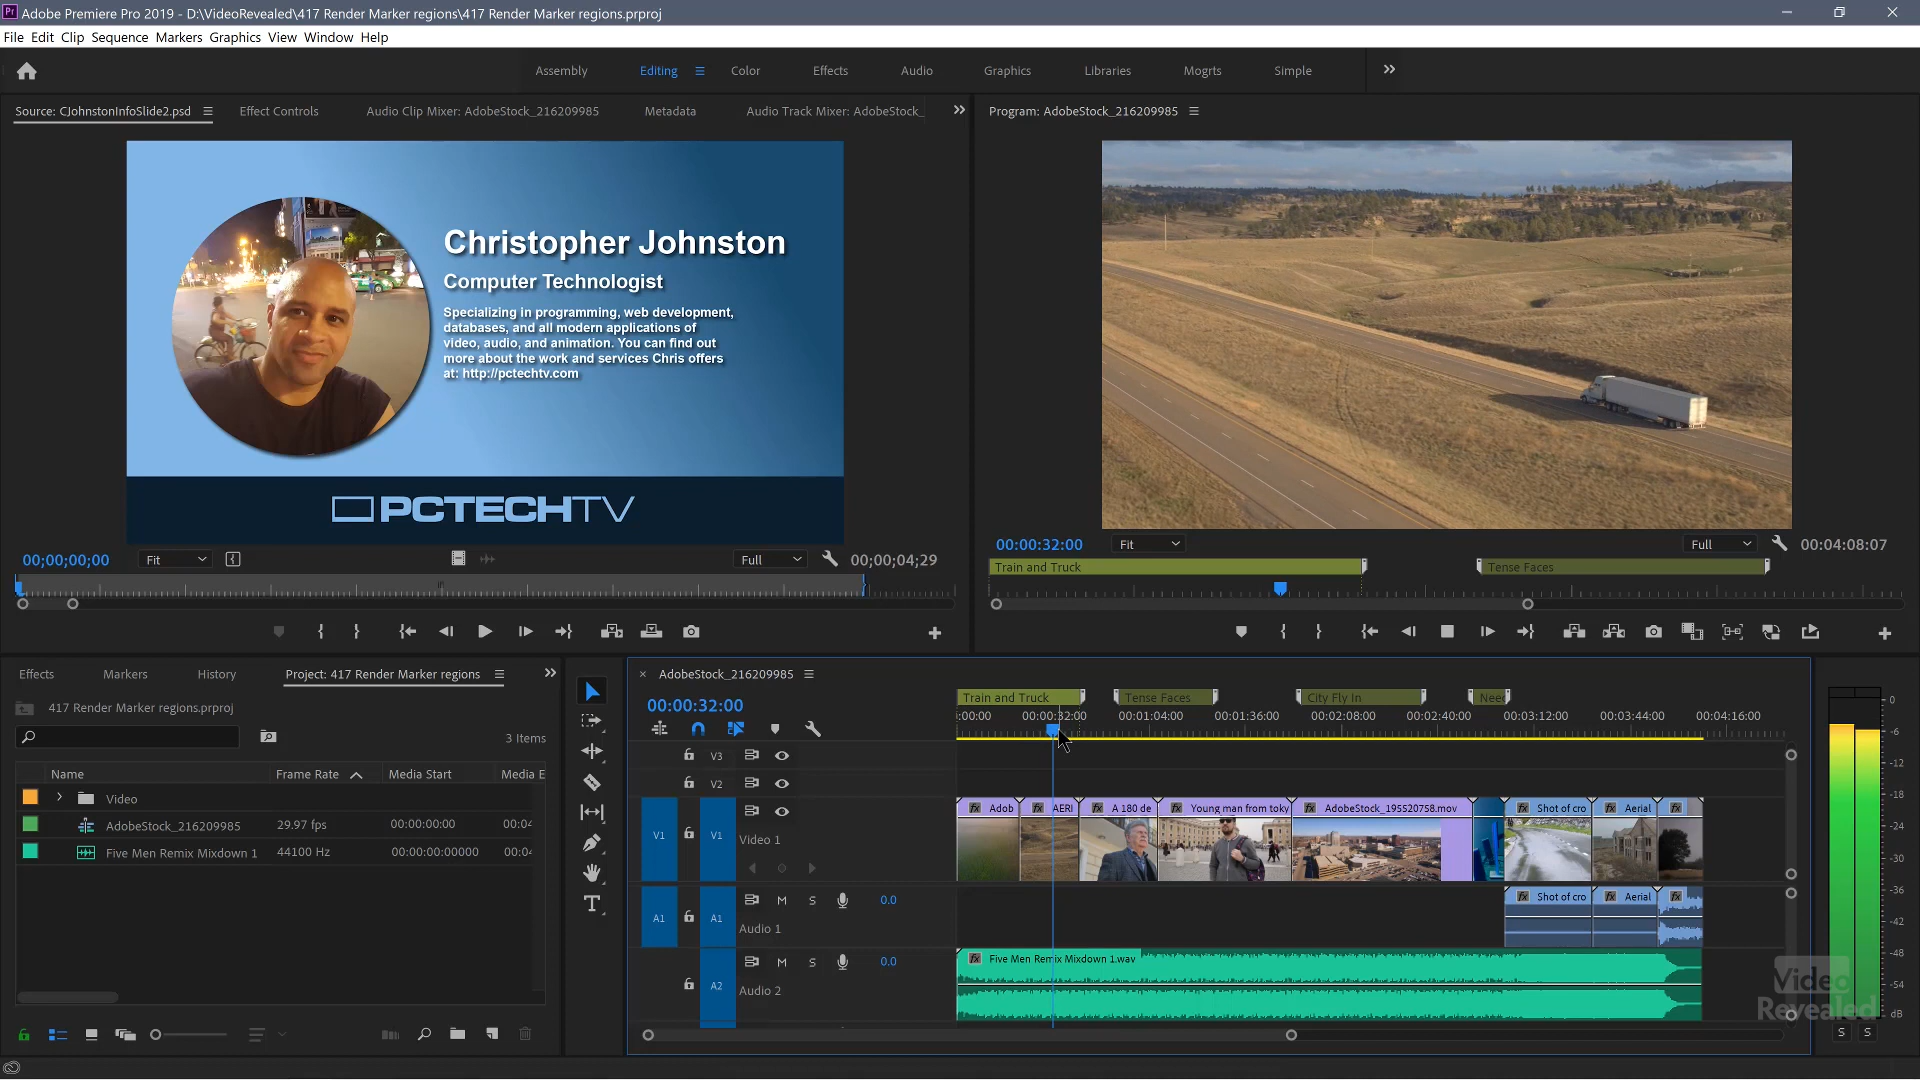 Pr Adobe Premiere Pro 2019 - D:\VideoRevealed\417 Render Marker regions\417 Render Marker regions.prproj
File Edit Clip Sequence Markers Graphics View Window Help
Assembly Editing Color Effects Audio Graphics Libraries Mogrts Simple
Source: CJohnstonInfoSlide2.psd Effect Controls Audio Clip Mixer: AdobeStock_216209985 Metadata Audio Track Mixer: AdobeStock_
Program: AdobeStock_216209985
Christopher Johnston
Computer Technologist
Specializing in programming, web development,
databases, and all modern applications of
video, audio, and animation. You can find out
more about the work and services Chris offers
at: http://pctechtv.com
PCTECHTV
00;00;00;00 Fit Full 00;00;04;29
00:00:32:00 Fit Full 00:04:08:07
Train and Truck Tense Faces
Effects Markers History Project: 417 Render Marker regions
417 Render Marker regions.prproj
3 Items
Name Frame Rate Media Start Media E
Video
AdobeStock_216209985 29.97 fps 00:00:00:00 00:04
Five Men Remix Mixdown 1 44100 Hz 00:00:00:00000 00:04
AdobeStock_216209985
00:00:32:00
Train and Truck Tense Faces City Fly In Need
:00:00 00:00:32:00 00:01:04:00 00:01:36:00 00:02:08:00 00:02:40:00 00:03:12:00 00:03:44:00 00:04:16:00
V3
V2
V1 V1 Video 1
fx Adob fx AERI fx A 180 de fx Young man from toky fx AdobeStock_195520758.mov fx Shot of cro fx Aerial fx
A1 A1 M S 0.0
Audio 1
fx Shot of cro fx Aerial fx
A2 M S 0.0
Audio 2
fx Five Men Remix Mixdown 1.wav
0
-6
-12
-18
-24
-30
-36
-42
-48
-54
dB
S S
Video
Revealed